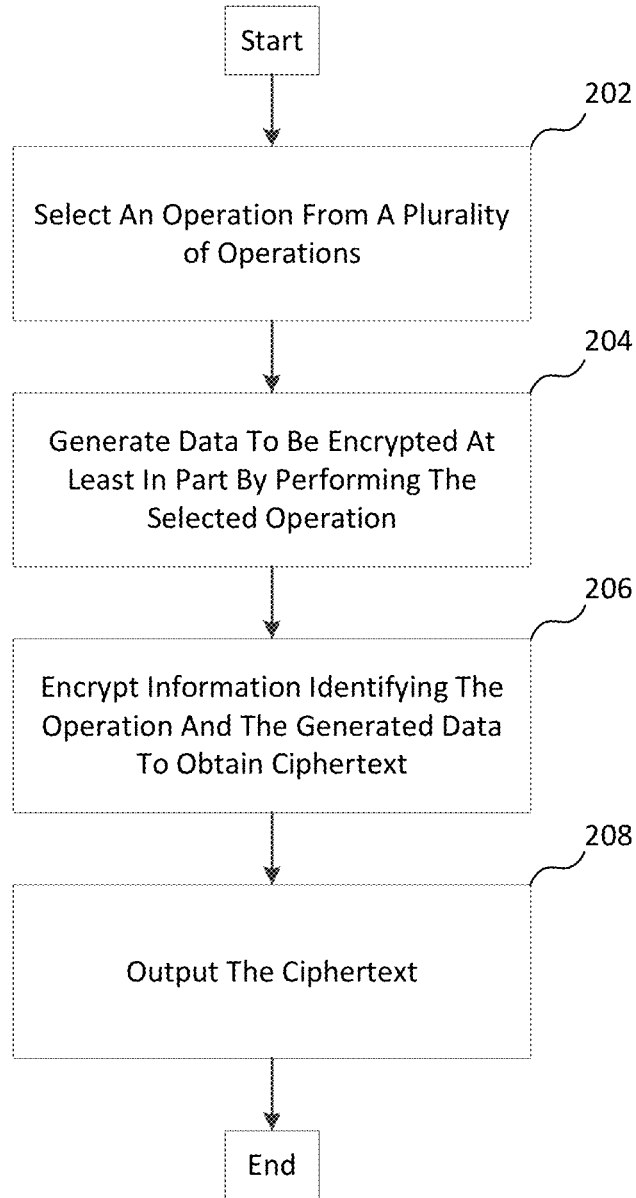 Start
202
Select An Operation From A Plurality
of Operations
204
Generate Data To Be Encrypted At
Least In Part By Performing The
Selected Operation
206
Encrypt Information Identifying The
Operation And The Generated Data
To Obtain Ciphertext
208
Output The Ciphertext
End